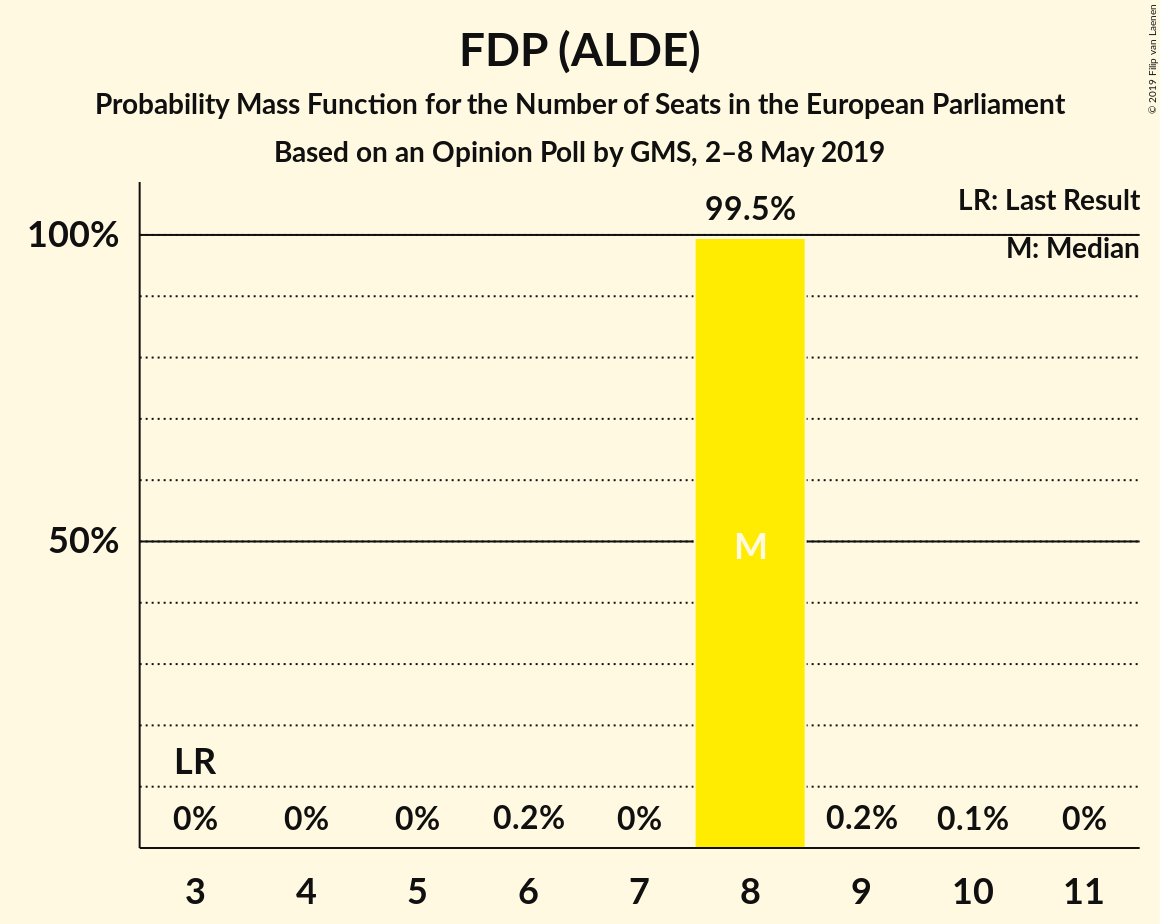 FDP (ALDE)
Probability Mass Function for the Number of Seats in the European Parliament
Based on an Opinion Poll by GMS, 2–8 May 2019
© 2019 Filip van Laenen
LR: Last Result
M: Median
99.5%
100%
50%
M
LR
0% 0% 0% 0.2% 0% 0.2% 0.1% 0%
3 4 5 6 7 8 9 10 11